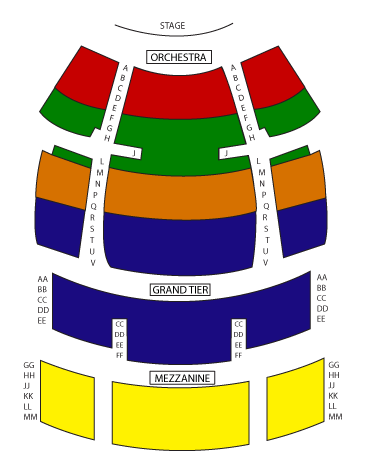 STAGE
ORCHESTRA
A A
B B
C C
D D
E E
F F
G G
H H
J J
L L
M M
N N
P P
Q Q
R R
S S
T T
U U
V V
GRAND TIER
AA AA
BB BB
CC CC
DD DD
EE EE
CC CC
DD DD
EE EE
FF FF
MEZZANINE
GG GG
HH HH
JJ JJ
KK KK
LL LL
MM MM